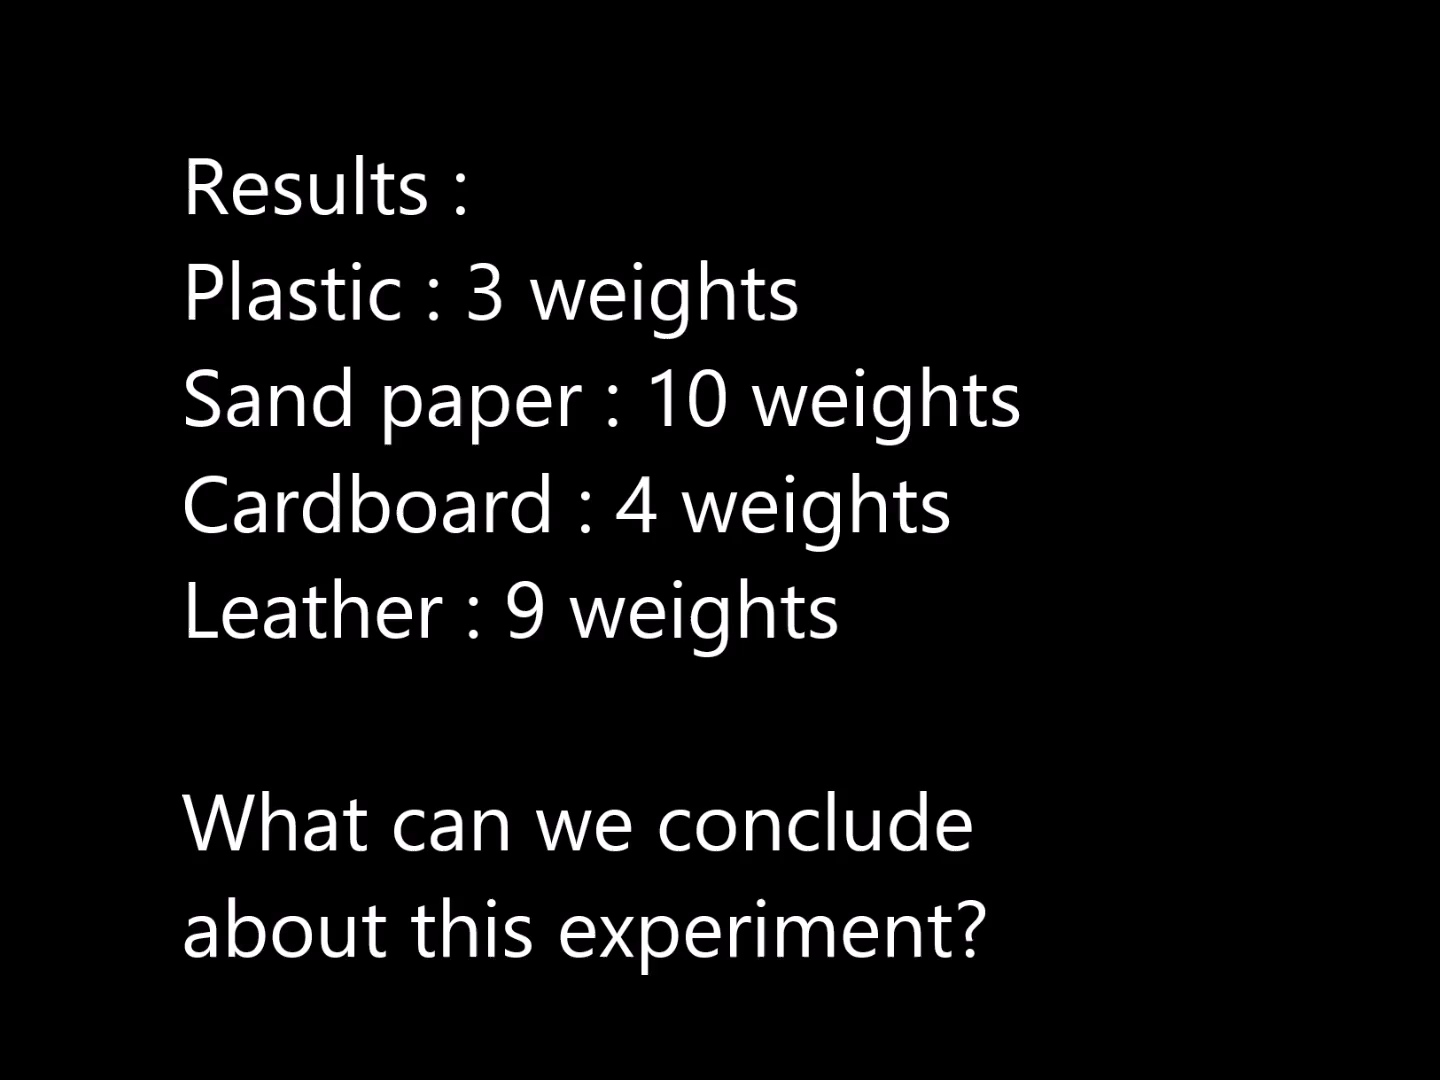 Results :
Plastic : 3 weights
Sand paper : 10 weights
Cardboard : 4 weights
Leather : 9 weights
What can we conclude
about this experiment?